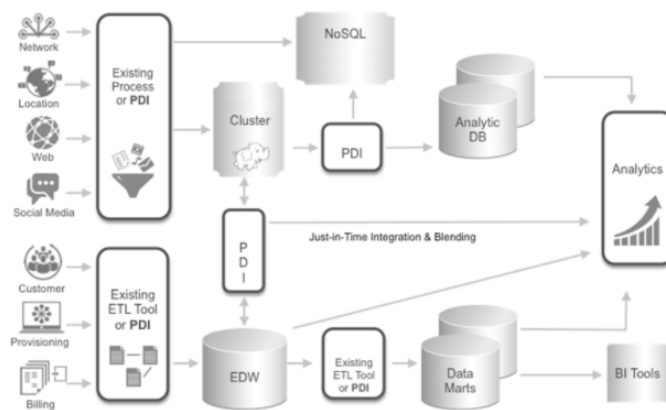 Network
Location
Web
Social Media
Existing
Process
or PDI
NoSQL
Cluster
PDI
Analytic
DB
Analytics
P
D
I
Just-in-Time Integration & Blending
Customer
Provisioning
Billing
Existing
ETL Tool
or PDI
EDW
Existing
ETL Tool
or PDI
Data
Marts
BI Tools